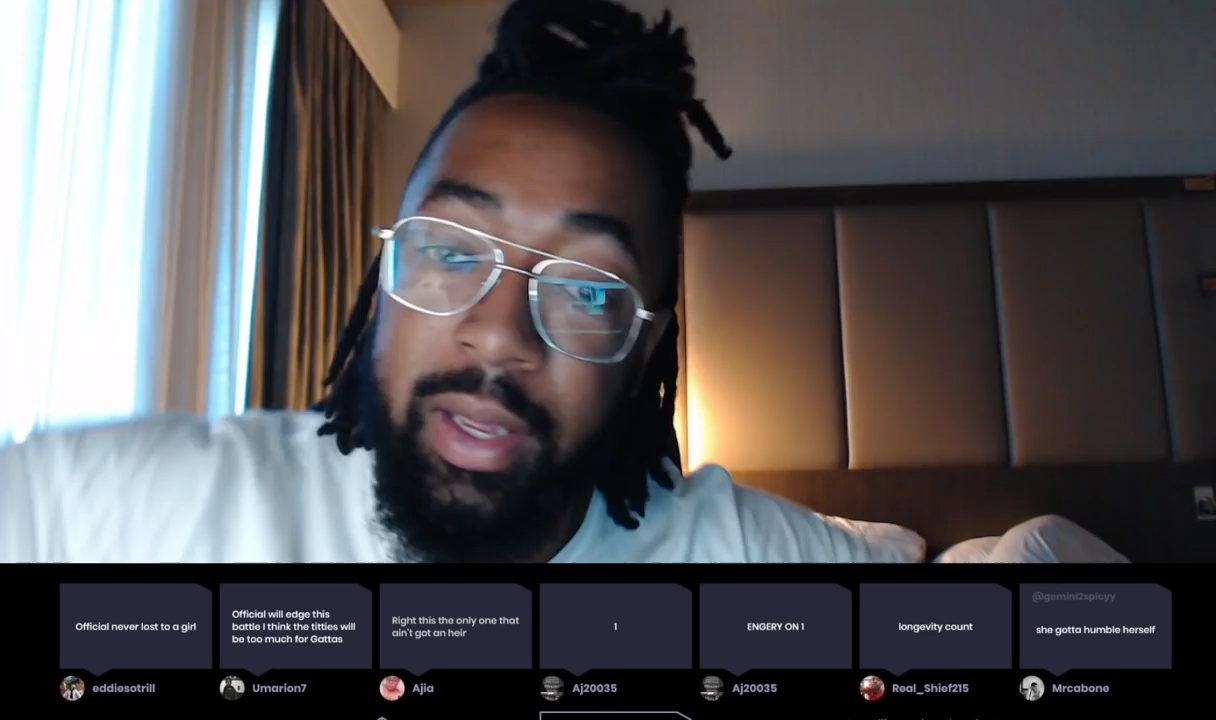 Official never lost to a girl
Official will edge this
battle I think the titties will
be too much for Gattas
Right this the only one that
ain't got an heir
1
ENGERY ON 1
longevity count
@gemini2spicyy
she gotta humble herself
eddiesotrill
Umarion7
Ajia
Aj20035
Aj20035
Real_Shief215
Mrcabone